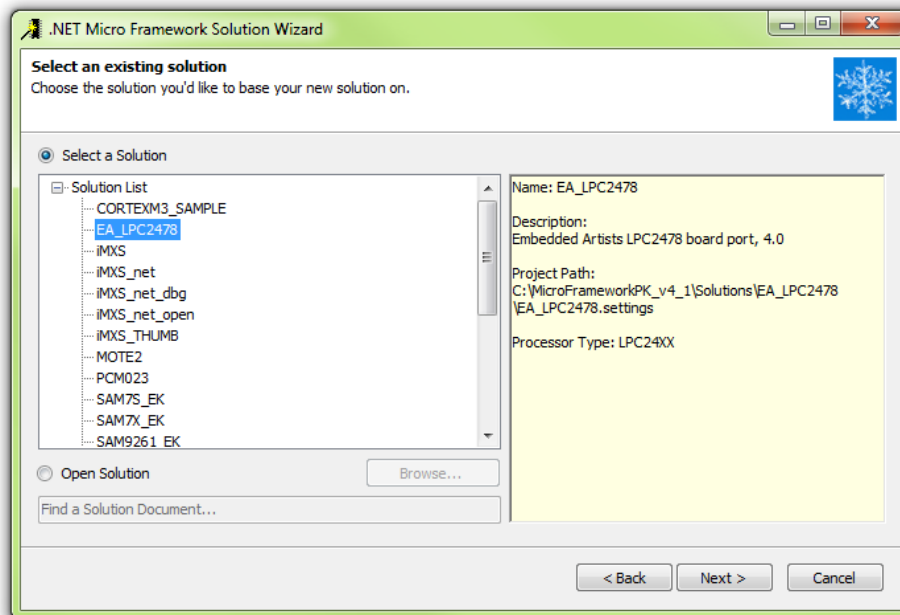 .NET Micro Framework Solution Wizard
Select an existing solution
Choose the solution you'd like to base your new solution on.
Select a Solution
Solution List
CORTEXM3_SAMPLE
EA_LPC2478
iMXS
iMXS_net
iMXS_net_dbg
iMXS_net_open
iMXS_THUMB
MOTE2
PCM023
SAM7S_EK
SAM7X_EK
SAM9261_EK
Name: EA_LPC2478
Description:
Embedded Artists LPC2478 board port, 4.0
Project Path:
C:\MicroFrameworkPK_v4_1\Solutions\EA_LPC2478
\EA_LPC2478.settings
Processor Type: LPC24XX
Open Solution
Browse...
Find a Solution Document...
< Back
Next >
Cancel